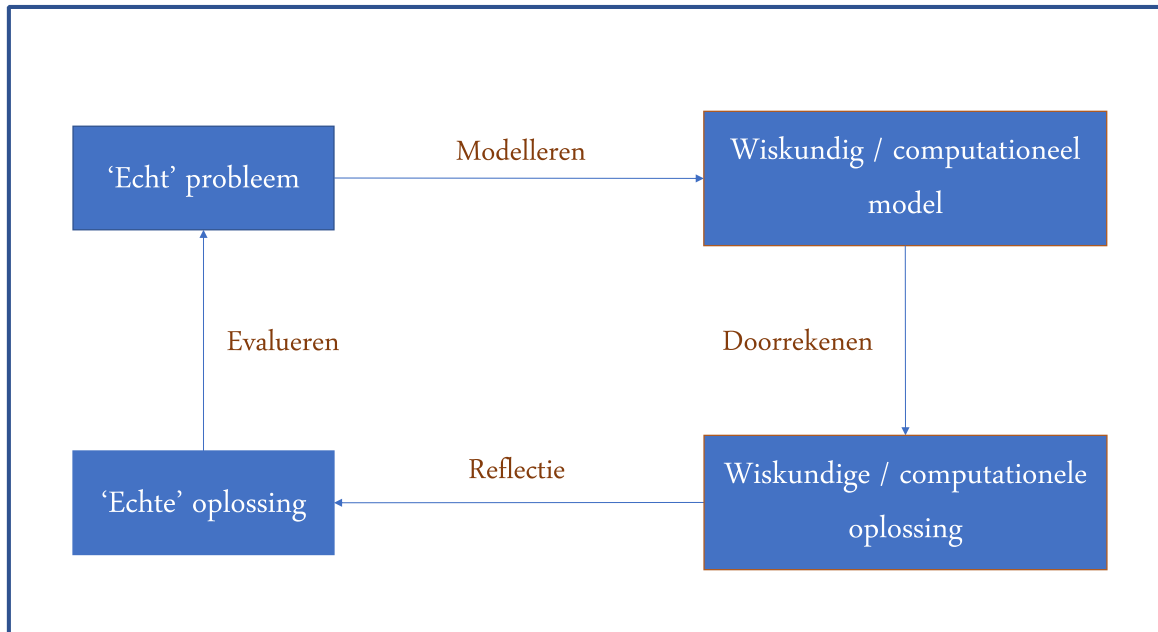 ‘Echt’ probleem
Modelleren
Wiskundig / computationeel
model
Evalueren
Doorrekenen
‘Echte’ oplossing
Reflectie
Wiskundige / computationele
oplossing